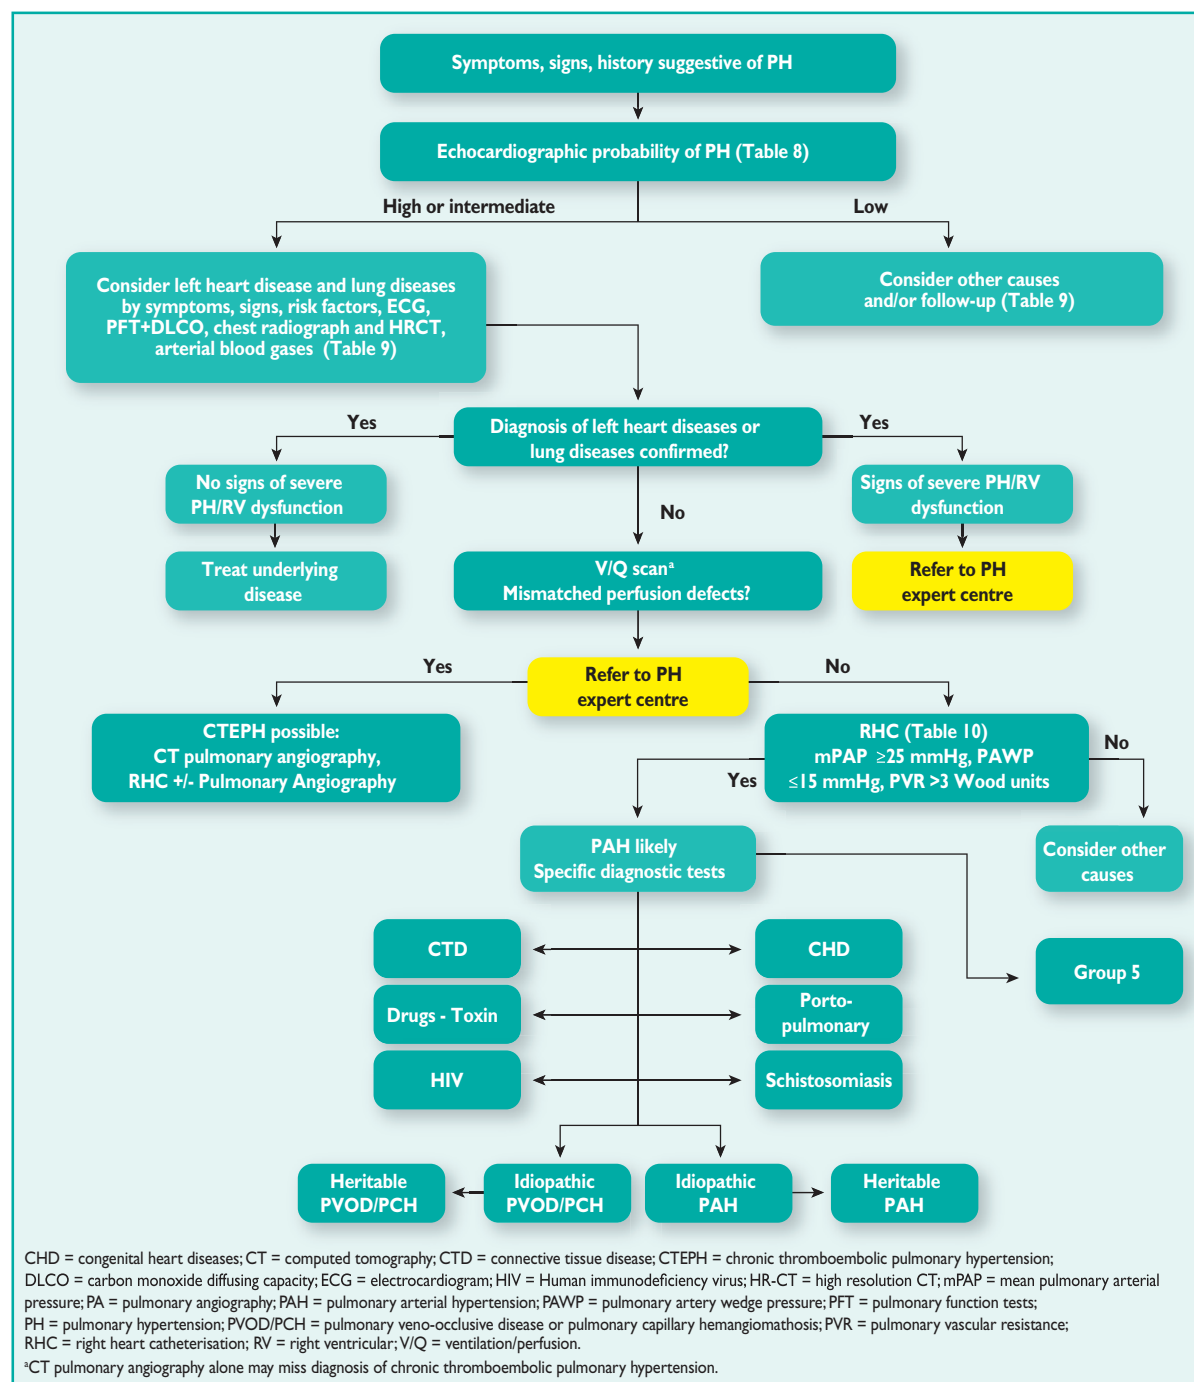 Symptoms, signs, history suggestive of PH
Echocardiographic probability of PH (Table 8)
High or intermediate
Low
Consider left heart disease and lung diseases
by symptoms, signs, risk factors, ECG,
PFT+DLCO, chest radiograph and HRCT,
arterial blood gases (Table 9)
Consider other causes
and/or follow-up (Table 9)
Yes
Diagnosis of left heart diseases or
lung diseases confirmed?
Yes
No signs of severe
PH/RV dysfunction
Signs of severe PH/RV
dysfunction
No
Treat underlying
disease
V/Q scanª
Mismatched perfusion defects?
Refer to PH
expert centre
Yes
Refer to PH
expert centre
No
CTEPH possible:
CT pulmonary angiography,
RHC +/- Pulmonary Angiography
RHC (Table 10)
mPAP ≥25 mmHg, PAWP
≤15 mmHg, PVR >3 Wood units
No
Yes
PAH likely
Specific diagnostic tests
Consider other
causes
CTD
CHD
Group 5
Drugs - Toxin
Porto-
pulmonary
HIV
Schistosomiasis
Heritable
PVOD/PCH
Idiopathic
PVOD/PCH
Idiopathic
PAH
Heritable
PAH
CHD = congenital heart diseases; CT = computed tomography; CTD = connective tissue disease; CTEPH = chronic thromboembolic pulmonary hypertension;
DLCO = carbon monoxide diffusing capacity; ECG = electrocardiogram; HIV = Human immunodeficiency virus; HR-CT = high resolution CT; mPAP = mean pulmonary arterial
pressure; PA = pulmonary angiography; PAH = pulmonary arterial hypertension; PAWP = pulmonary artery wedge pressure; PFT = pulmonary function tests;
PH = pulmonary hypertension; PVOD/PCH = pulmonary veno-occlusive disease or pulmonary capillary hemangiomathosis; PVR = pulmonary vascular resistance;
RHC = right heart catheterisation; RV = right ventricular; V/Q = ventilation/perfusion.
ªCT pulmonary angiography alone may miss diagnosis of chronic thromboembolic pulmonary hypertension.